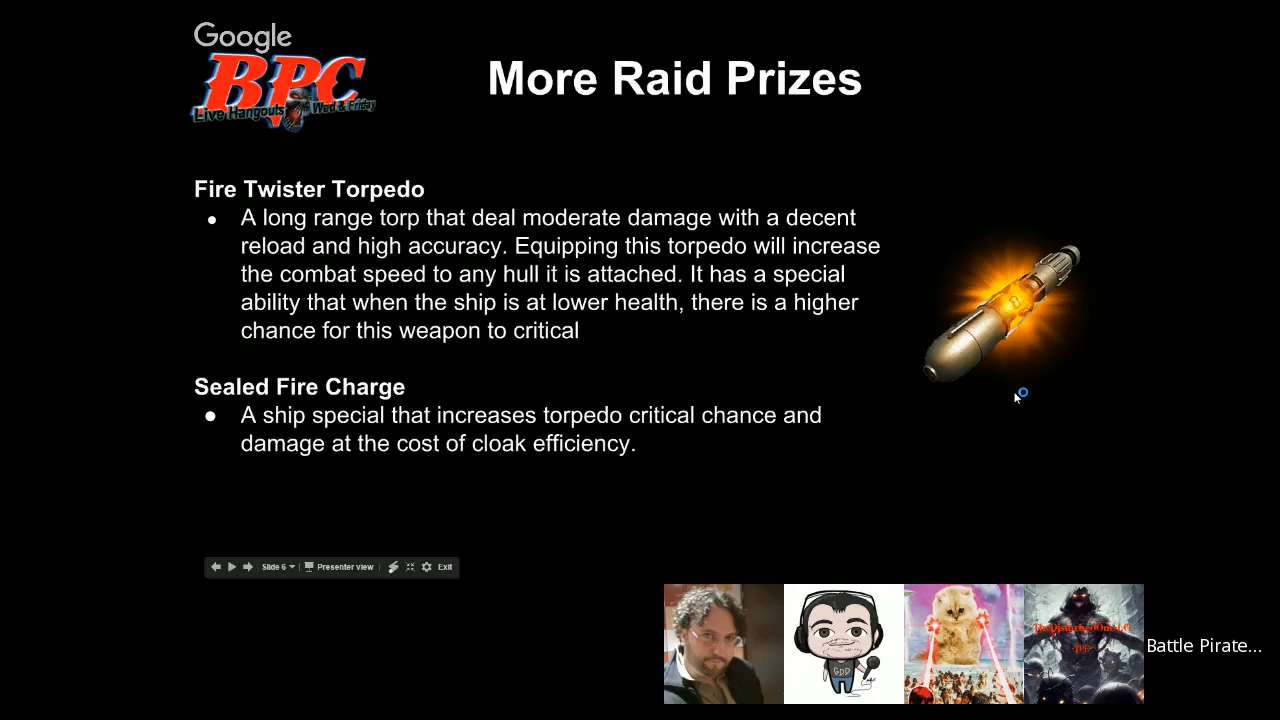 Google
BPC
Live Hangouts Wed & Friday
More Raid Prizes
Fire Twister Torpedo
● A long range torp that deal moderate damage with a decent
reload and high accuracy. Equipping this torpedo will increase
the combat speed to any hull it is attached. It has a special
ability that when the ship is at lower health, there is a higher
chance for this weapon to critical
Sealed Fire Charge
● A ship special that increases torpedo critical chance and
damage at the cost of cloak efficiency.
Slide 6 Presenter view Exit
GDD
Battle Pirate...